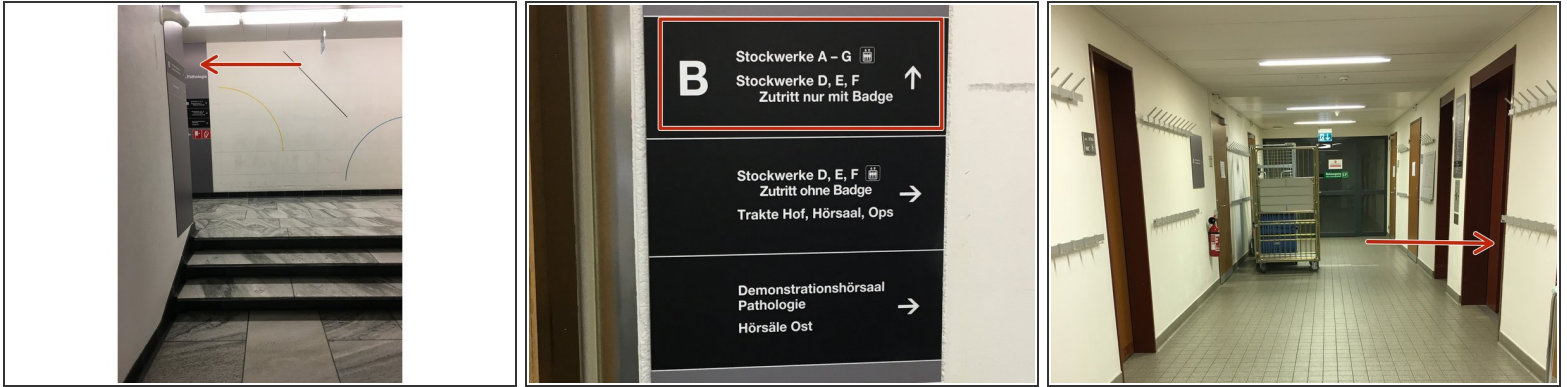 Pathologie
B
Stockwerke A – G
Stockwerke D, E, F
Zutritt nur mit Badge
Stockwerke D, E, F
Zutritt ohne Badge
Trakte Hof, Hörsaal, Ops
Demonstrationshörsaal
Pathologie
Hörsäle Ost